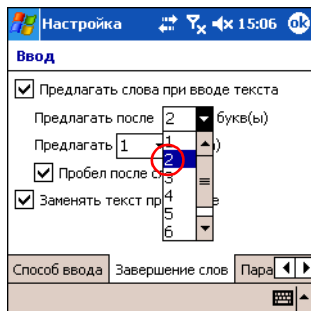 Настройка 15:06 ok
Ввод
Предлагать слова при вводе текста
Предлагать после 2 букв(ы)
Предлагать 1 )
1
2
3
4
5
6
Пробел после
Заменять текст
Способ ввода Завершение слов Пара